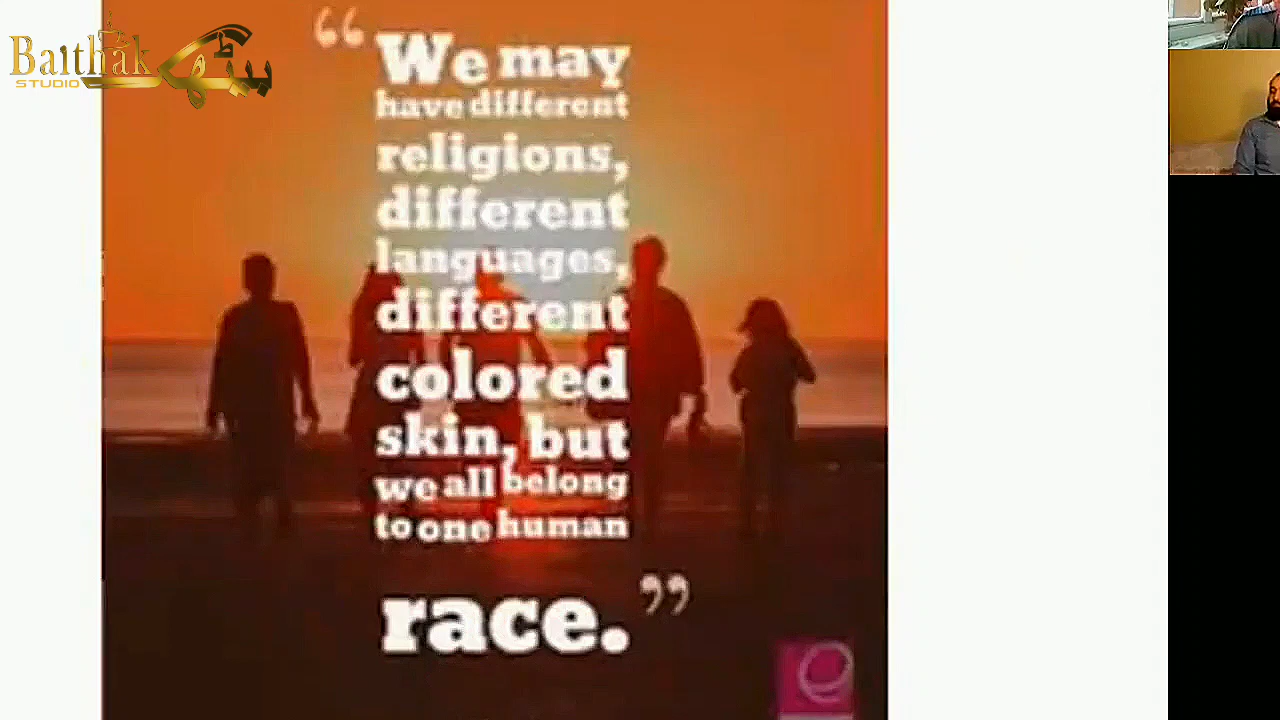 Baithak
STUDIO
بیٹھک
“ We may
have different
religions,
different
languages,
different
colored
skin, but
we all belong
to one human
race. ”
e